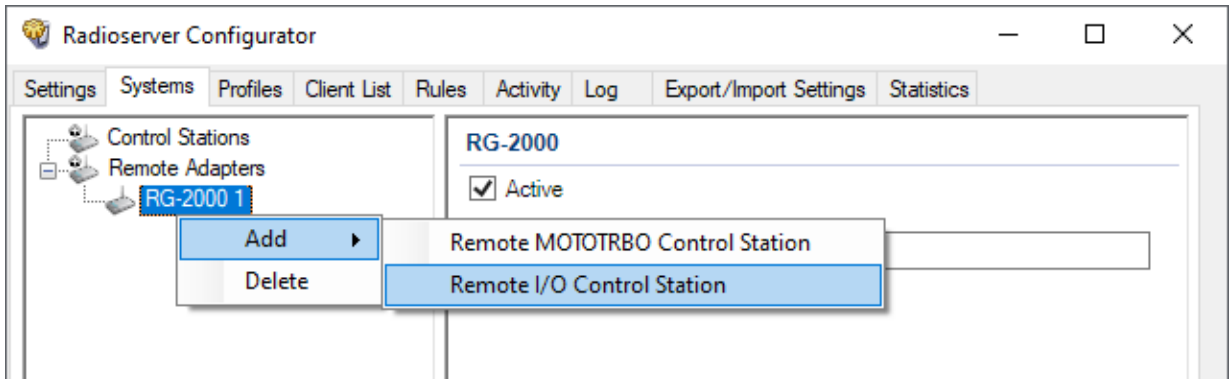 Radioserver Configurator
Settings Systems Profiles Client List Rules Activity Log Export/Import Settings Statistics
Control Stations
Remote Adapters
RG-2000 1
RG-2000
Active
Add
Delete
Remote MOTOTRBO Control Station
Remote I/O Control Station